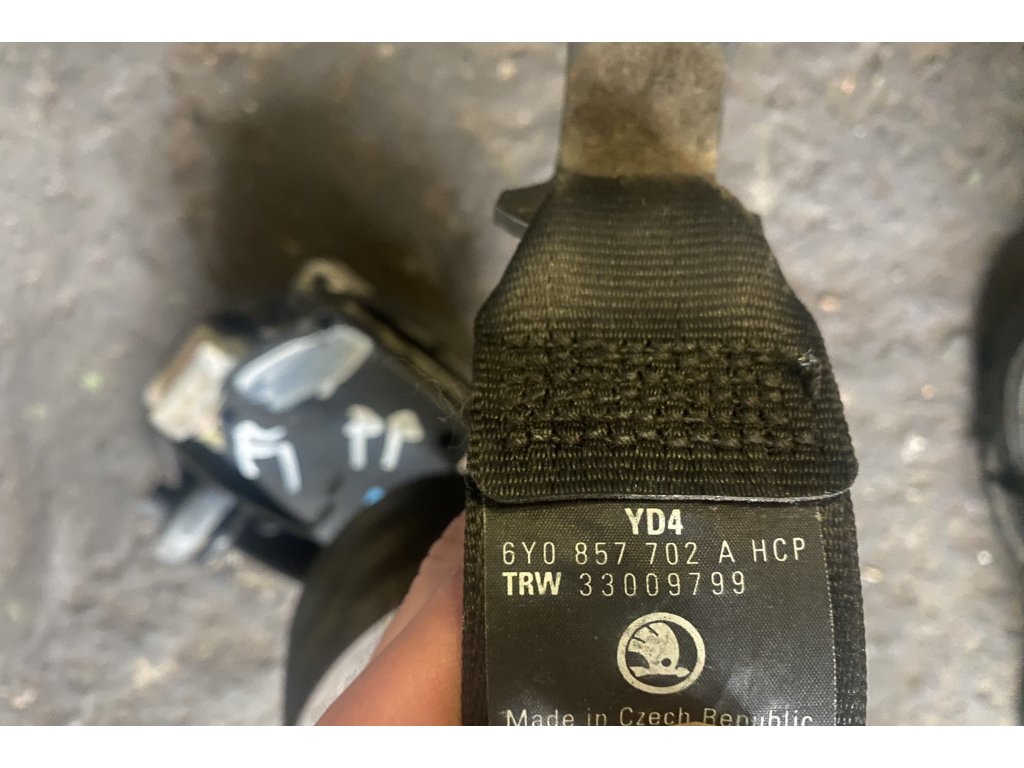 YD4
6Y0 857 702 A HCP
TRW 33009799
Made in Czech Republic